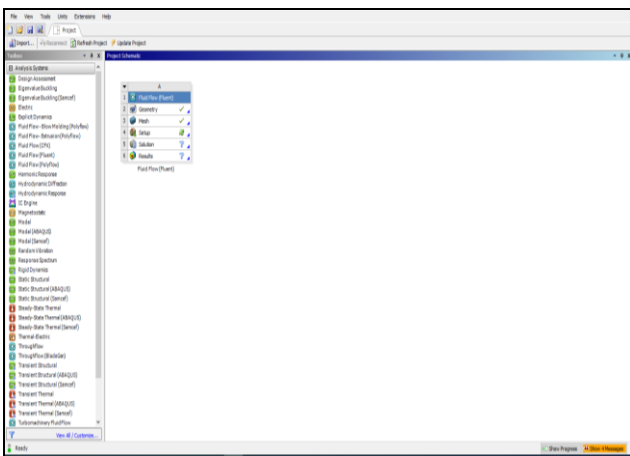 File View Tools Units Extensions Help
Project
Import... Reconnect Refresh Project Update Project
Toolbox
Project Schematic
Analysis Systems
Design Assessment
Eigenvalue Buckling
Eigenvalue Buckling (Samcef)
Electric
Explicit Dynamics
Fluid Flow - Blow Molding (Polyflow)
Fluid Flow - Extrusion (Polyflow)
Fluid Flow (CFX)
Fluid Flow (Fluent)
Fluid Flow (Polyflow)
Harmonic Response
Hydrodynamic Diffraction
Hydrodynamic Response
IC Engine
Magnetostatic
Modal
Modal (ABAQUS)
Modal (Samcef)
Random Vibration
Response Spectrum
Rigid Dynamics
Static Structural
Static Structural (ABAQUS)
Static Structural (Samcef)
Steady-State Thermal
Steady-State Thermal (ABAQUS)
Steady-State Thermal (Samcef)
Thermal-Electric
Throughflow
Throughflow (BladeGen)
Transient Structural
Transient Structural (ABAQUS)
Transient Structural (Samcef)
Transient Thermal
Transient Thermal (ABAQUS)
Transient Thermal (Samcef)
Turbomachinery Fluid Flow
View All / Customize...
A
1 Fluid Flow (Fluent)
2 Geometry
3 Mesh
4 Setup
5 Solution
6 Results
Fluid Flow (Fluent)
Ready
Show Progress Show 4 Messages